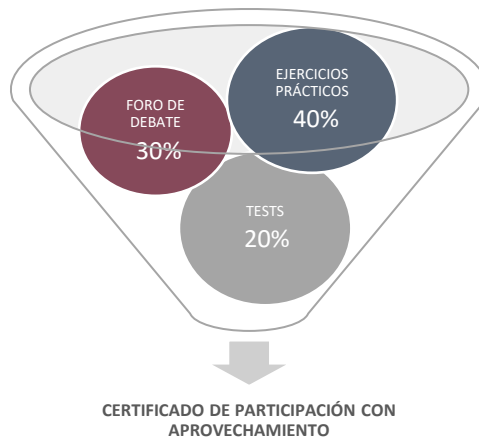 EJERCICIOS
PRÁCTICOS
40%
FORO DE
DEBATE
30%
TESTS
20%
CERTIFICADO DE PARTICIPACIÓN CON
APROVECHAMIENTO